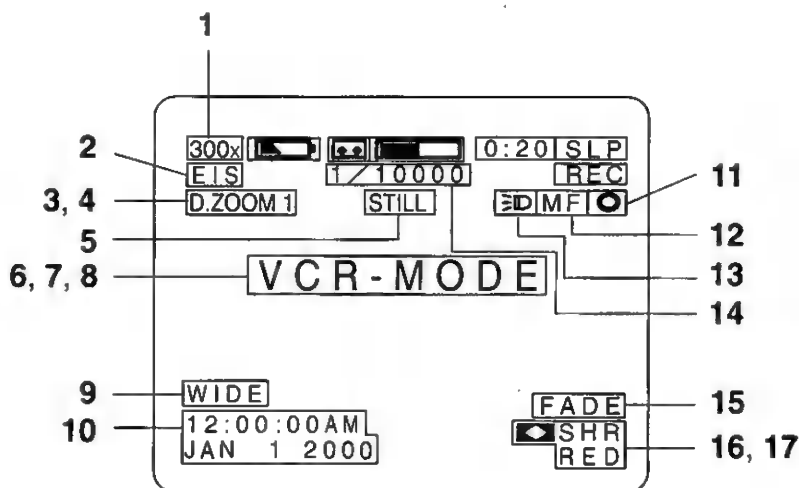 1
300x 0:20 SLP
2 EIS 1/10000 REC 11
3, 4 D.ZOOM 1 STILL MF 12
5 13
6, 7, 8 VCR-MODE 14
9 WIDE FADE 15
10 12:00:00AM SHR 16, 17
JAN 1 2000 RED